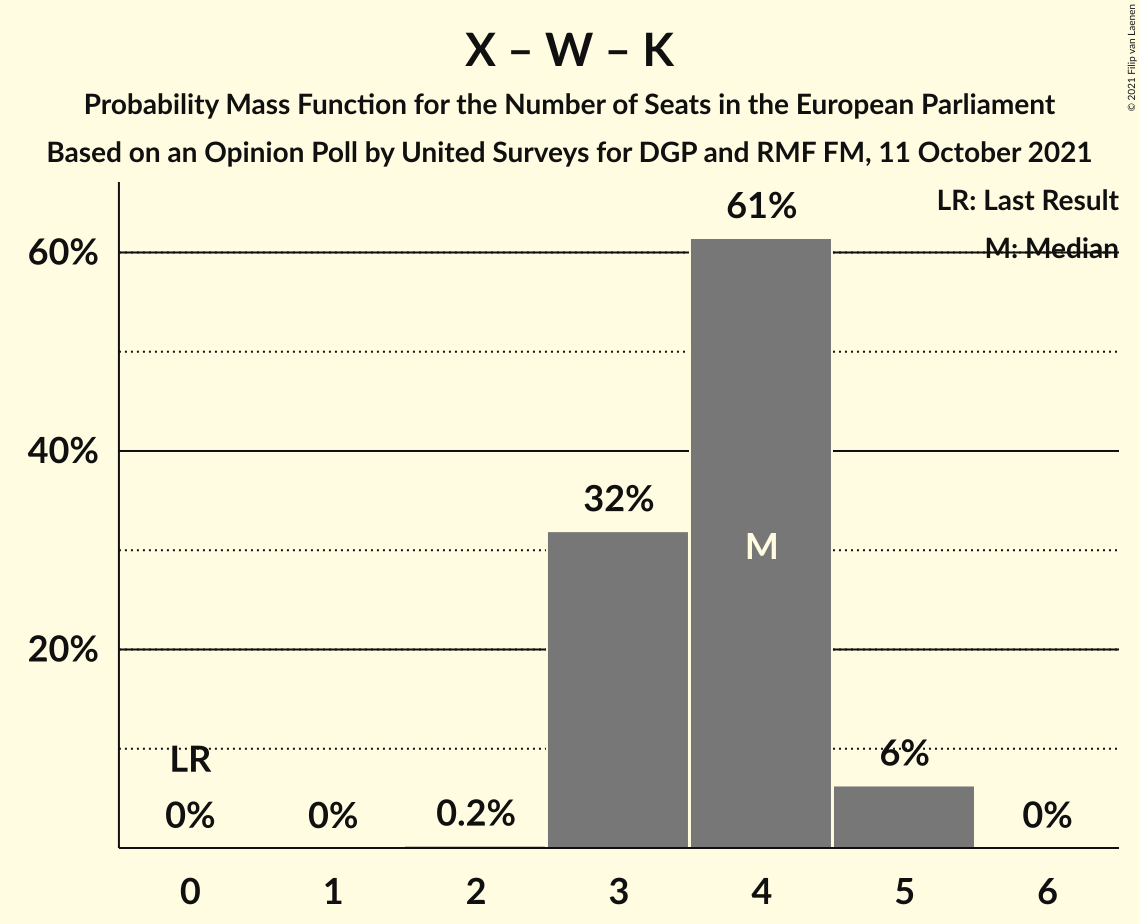 X – W – K
Probability Mass Function for the Number of Seats in the European Parliament
Based on an Opinion Poll by United Surveys for DGP and RMF FM, 11 October 2021
© 2021 Filip van Laenen
LR: Last Result
M: Median
61%
60%
40%
32%
M
20%
LR
6%
0%
0%
0.2%
0%
0
1
2
3
4
5
6